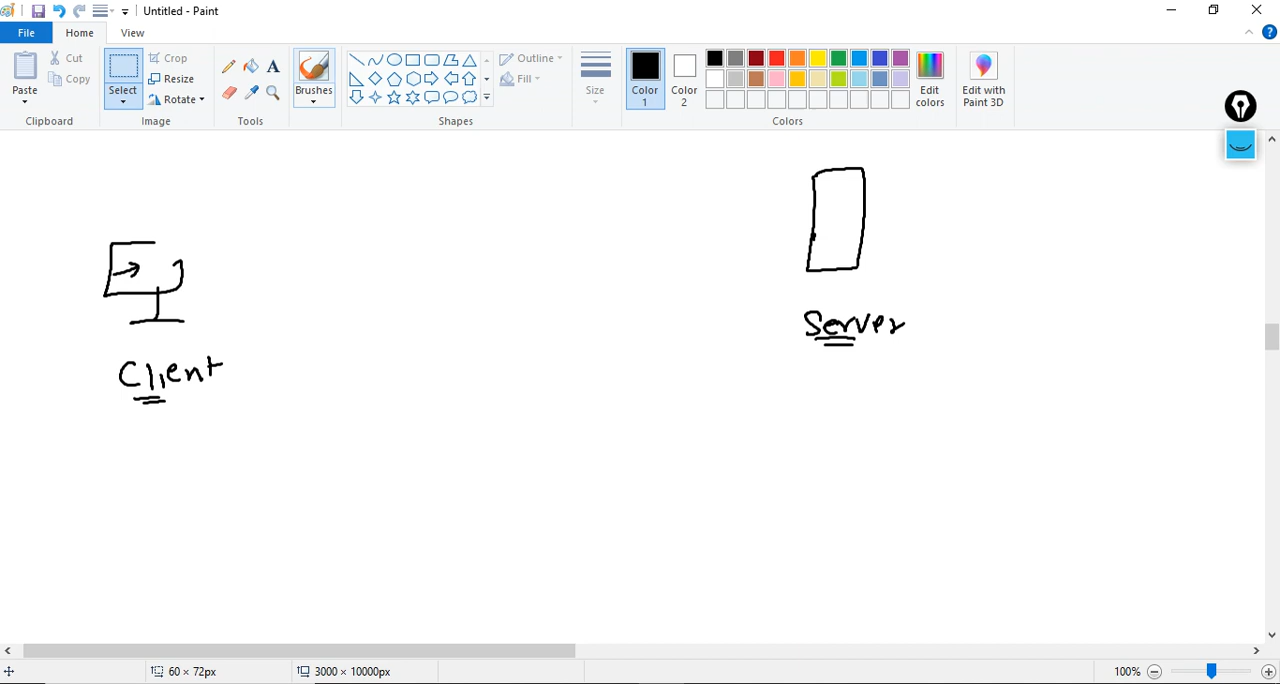 Untitled - Paint
File
Home
View
Paste
Cut
Copy
Clipboard
Select
Crop
Resize
Rotate
Image
A
Tools
Brushes
Outline
Fill
Shapes
Size
Color 1
Color 2
Edit colors
Edit with Paint 3D
Colors
Server
Client
60 × 72px
3000 × 10000px
100%